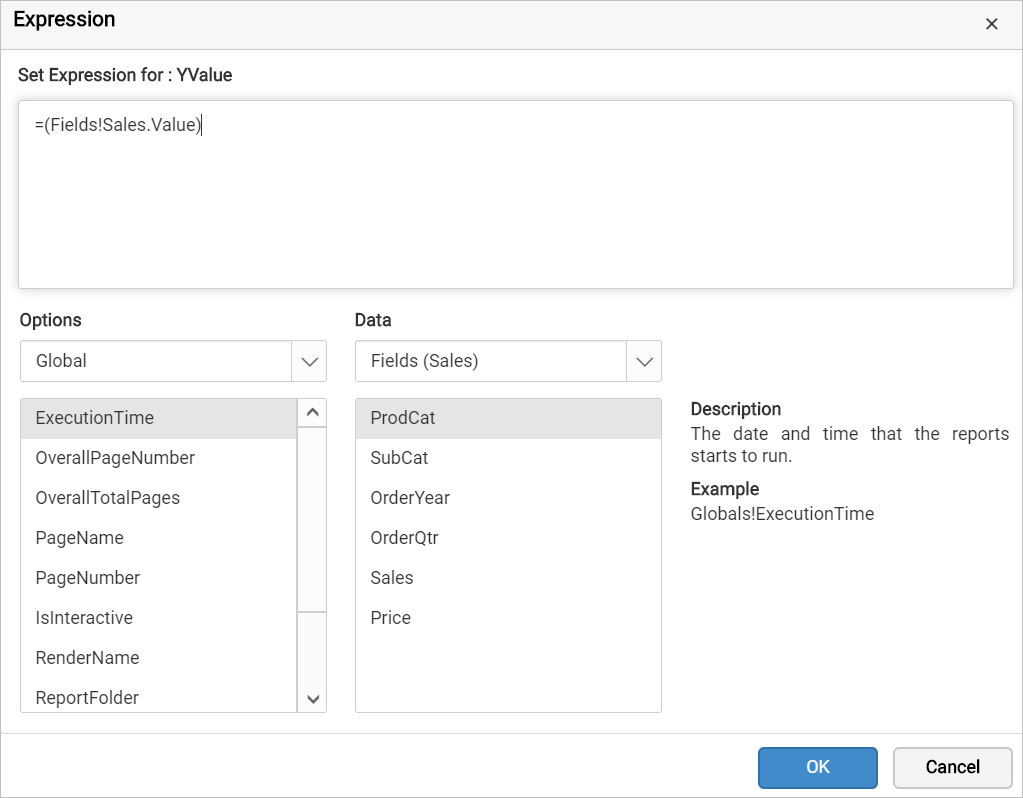 Expression
Set Expression for : YValue
=(Fields!Sales.Value)
Options
Data
Global
Fields (Sales)
ExecutionTime
OverallPageNumber
OverallTotalPages
PageName
PageNumber
IsInteractive
RenderName
ReportFolder
ProdCat
SubCat
OrderYear
OrderQtr
Sales
Price
Description
The date and time that the reports
starts to run.
Example
Globals!ExecutionTime
OK
Cancel